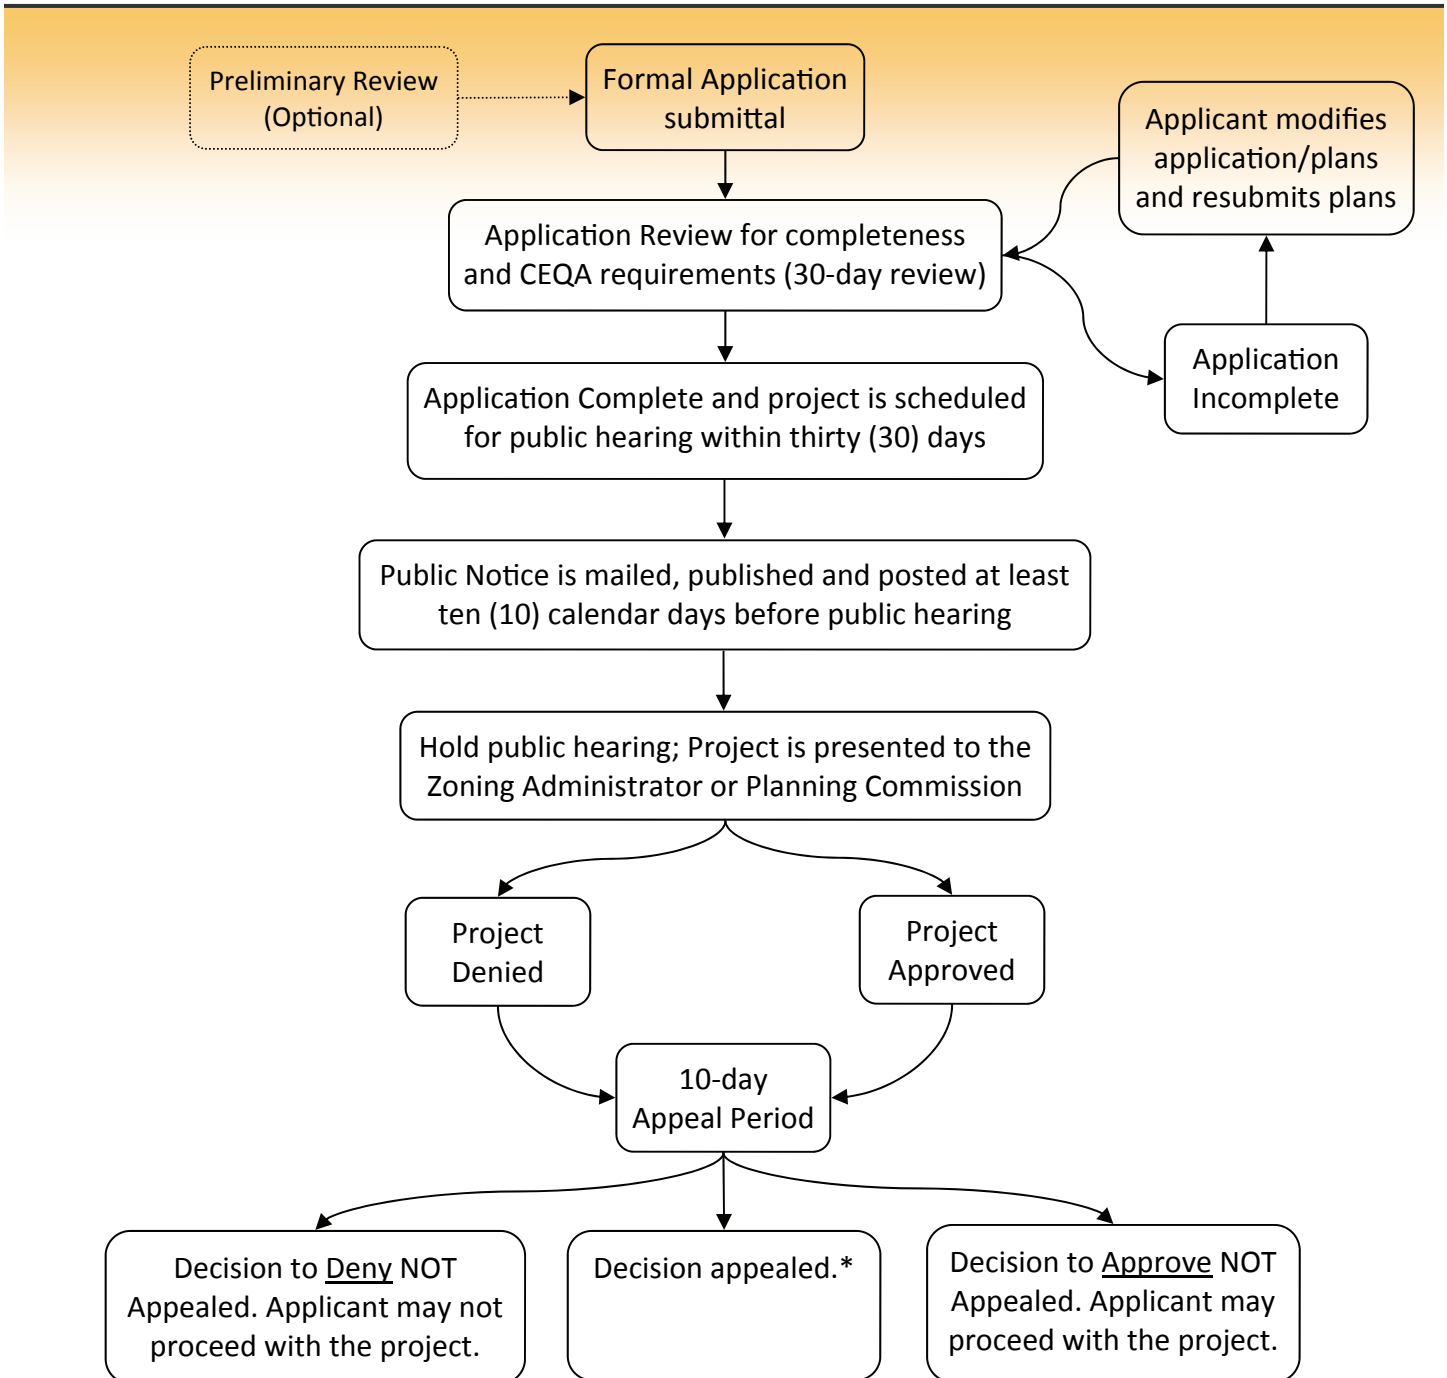 Preliminary Review
(Optional)
Formal Application
submittal
Applicant modifies
application/plans
and resubmits plans
Application Review for completeness
and CEQA requirements (30-day review)
Application
Incomplete
Application Complete and project is scheduled
for public hearing within thirty (30) days
Public Notice is mailed, published and posted at least
ten (10) calendar days before public hearing
Hold public hearing; Project is presented to the
Zoning Administrator or Planning Commission
Project
Denied
Project
Approved
10-day
Appeal Period
Decision to Deny NOT
Appealed. Applicant may not
proceed with the project.
Decision appealed.*
Decision to Approve NOT
Appealed. Applicant may
proceed with the project.